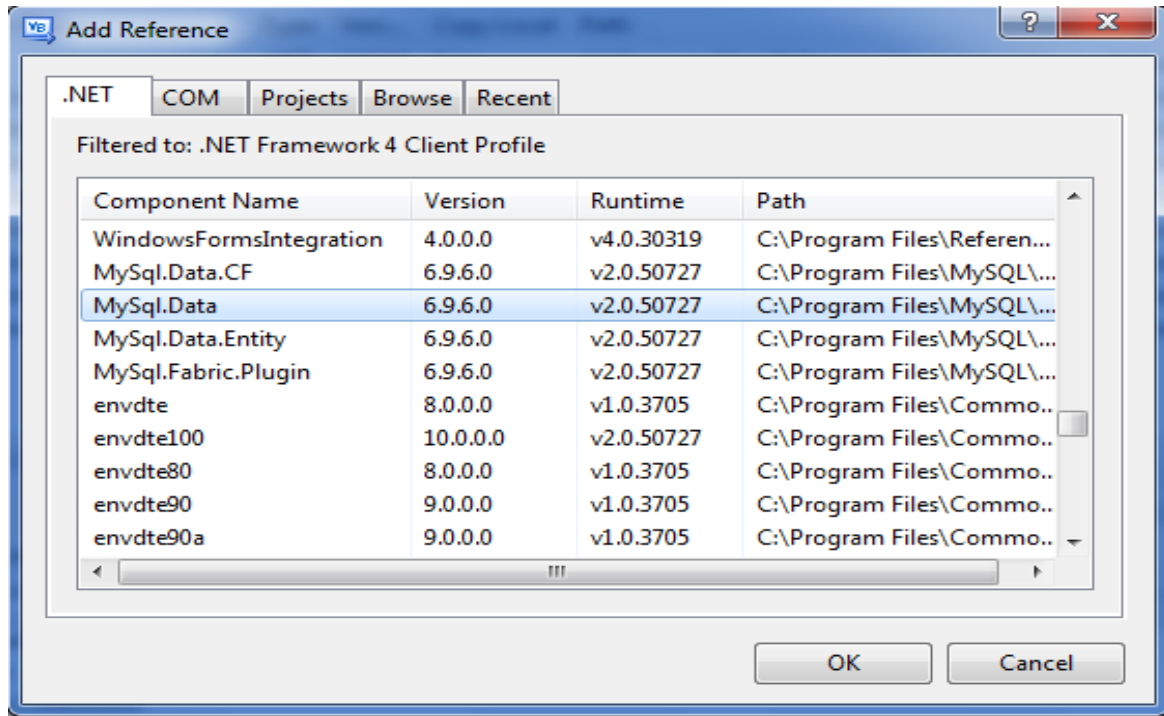 VB Add Reference
.NET COM Projects Browse Recent
Filtered to: .NET Framework 4 Client Profile
Component Name Version Runtime Path
WindowsFormsIntegration 4.0.0.0 v4.0.30319 C:\Program Files\Referen...
MySql.Data.CF 6.9.6.0 v2.0.50727 C:\Program Files\MySQL\...
MySql.Data 6.9.6.0 v2.0.50727 C:\Program Files\MySQL\...
MySql.Data.Entity 6.9.6.0 v2.0.50727 C:\Program Files\MySQL\...
MySql.Fabric.Plugin 6.9.6.0 v2.0.50727 C:\Program Files\MySQL\...
envdte 8.0.0.0 v1.0.3705 C:\Program Files\Commo..
envdte100 10.0.0.0 v2.0.50727 C:\Program Files\Commo..
envdte80 8.0.0.0 v1.0.3705 C:\Program Files\Commo..
envdte90 9.0.0.0 v1.0.3705 C:\Program Files\Commo..
envdte90a 9.0.0.0 v1.0.3705 C:\Program Files\Commo..
OK Cancel